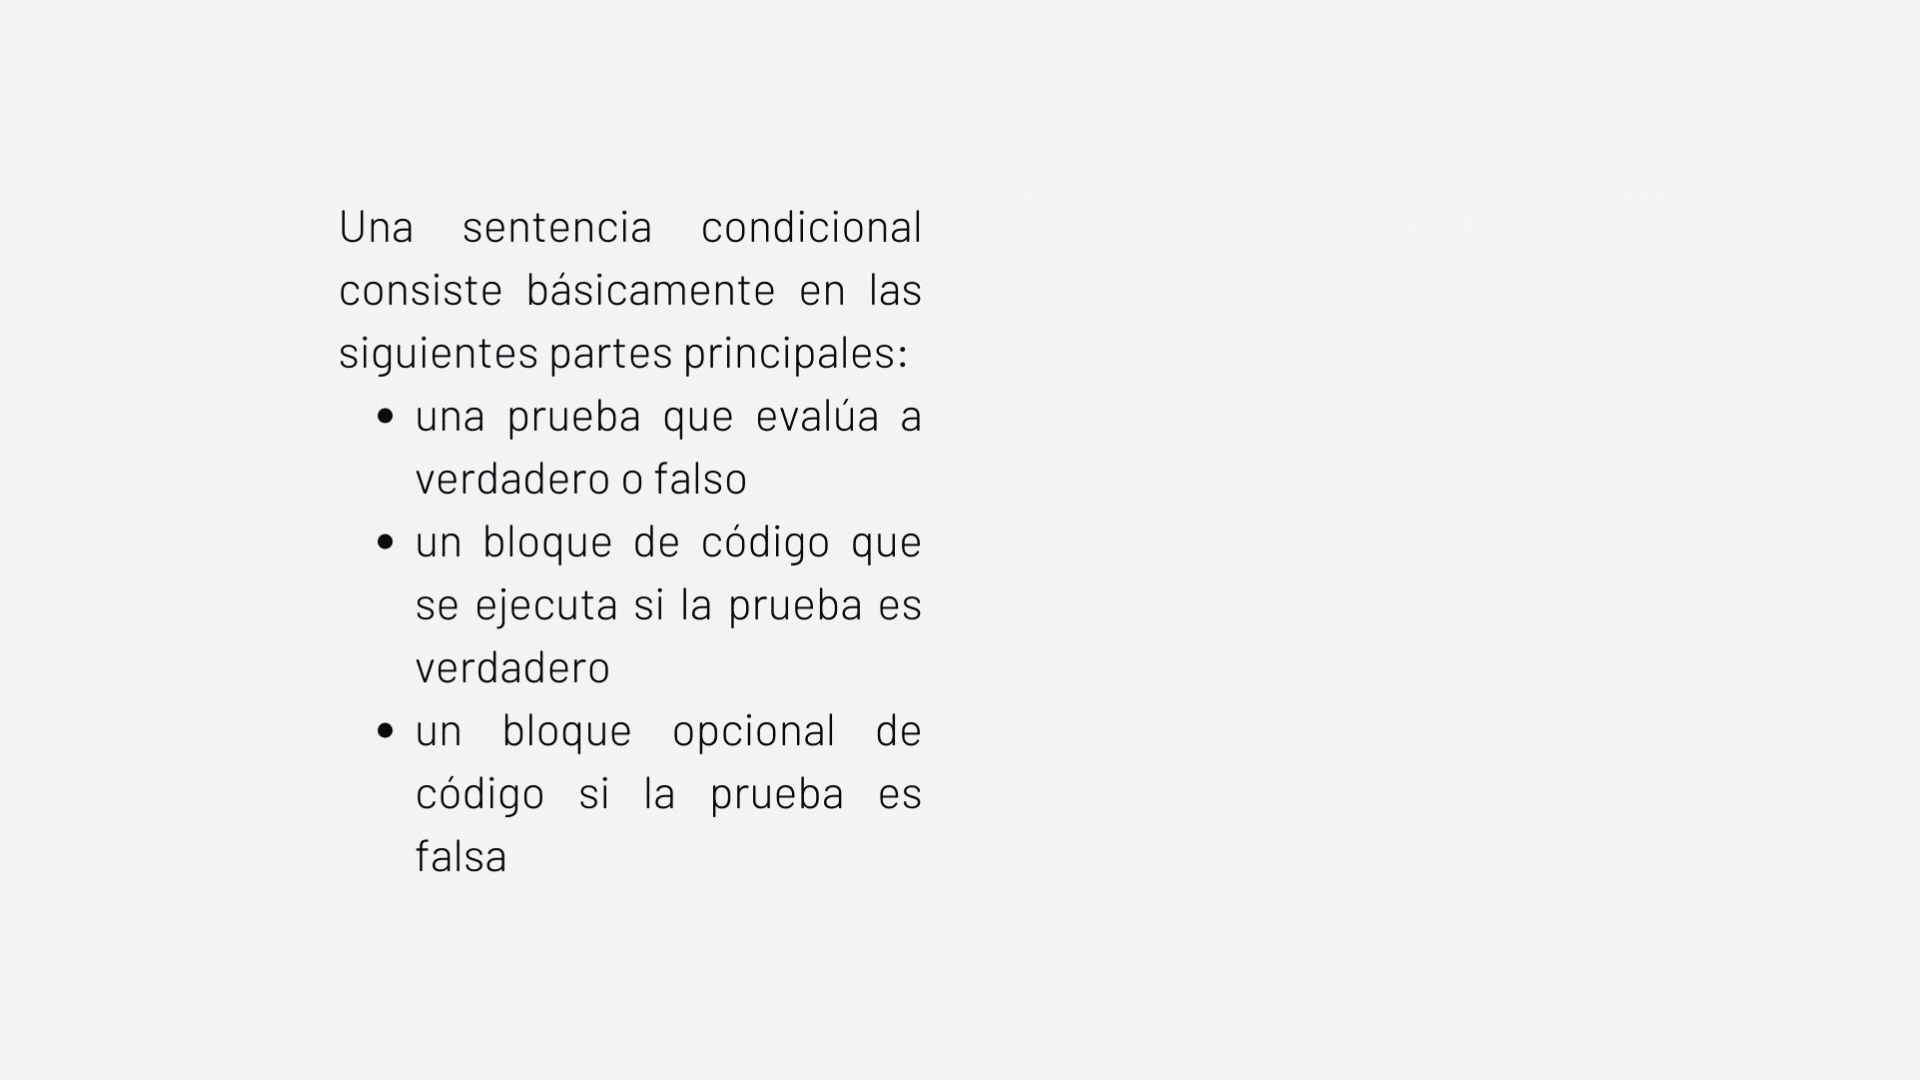 Una sentencia condicional
consiste básicamente en las
siguientes partes principales:
• una prueba que evalúa a
verdadero o falso
• un bloque de código que
se ejecuta si la prueba es
verdadero
• un bloque opcional de
código si la prueba es
falsa